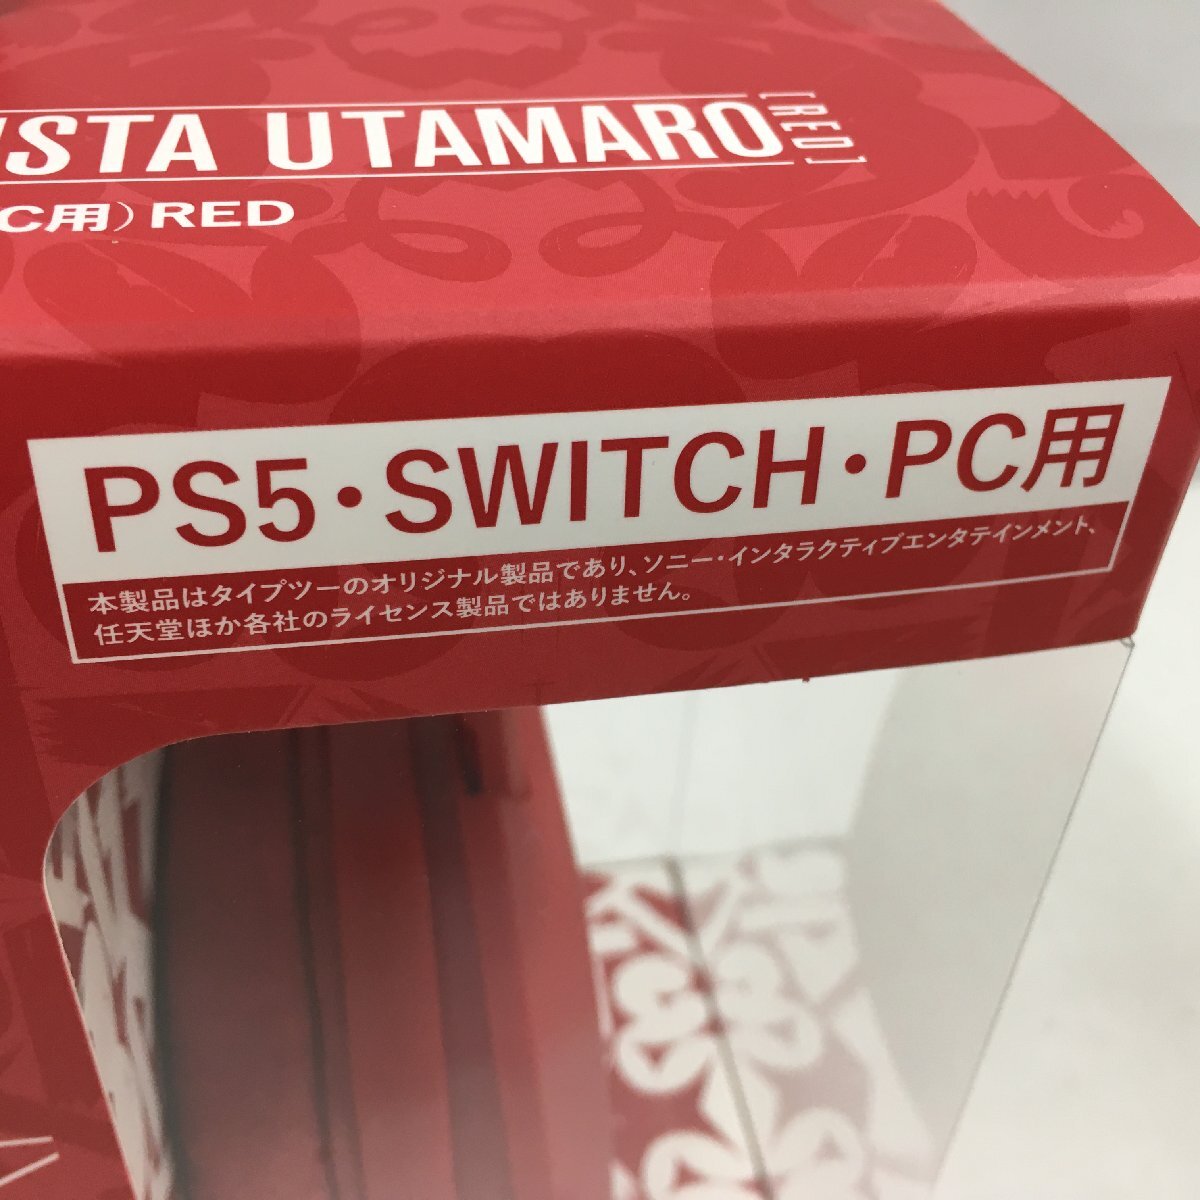 ISTA UTAMARO [RED]
C用) RED
PS5・SWITCH・PC用
本製品はタイプツーのオリジナル製品であり、ソニー・インタラクティブエンタテインメント、
任天堂ほか各社のライセンス製品ではありません。